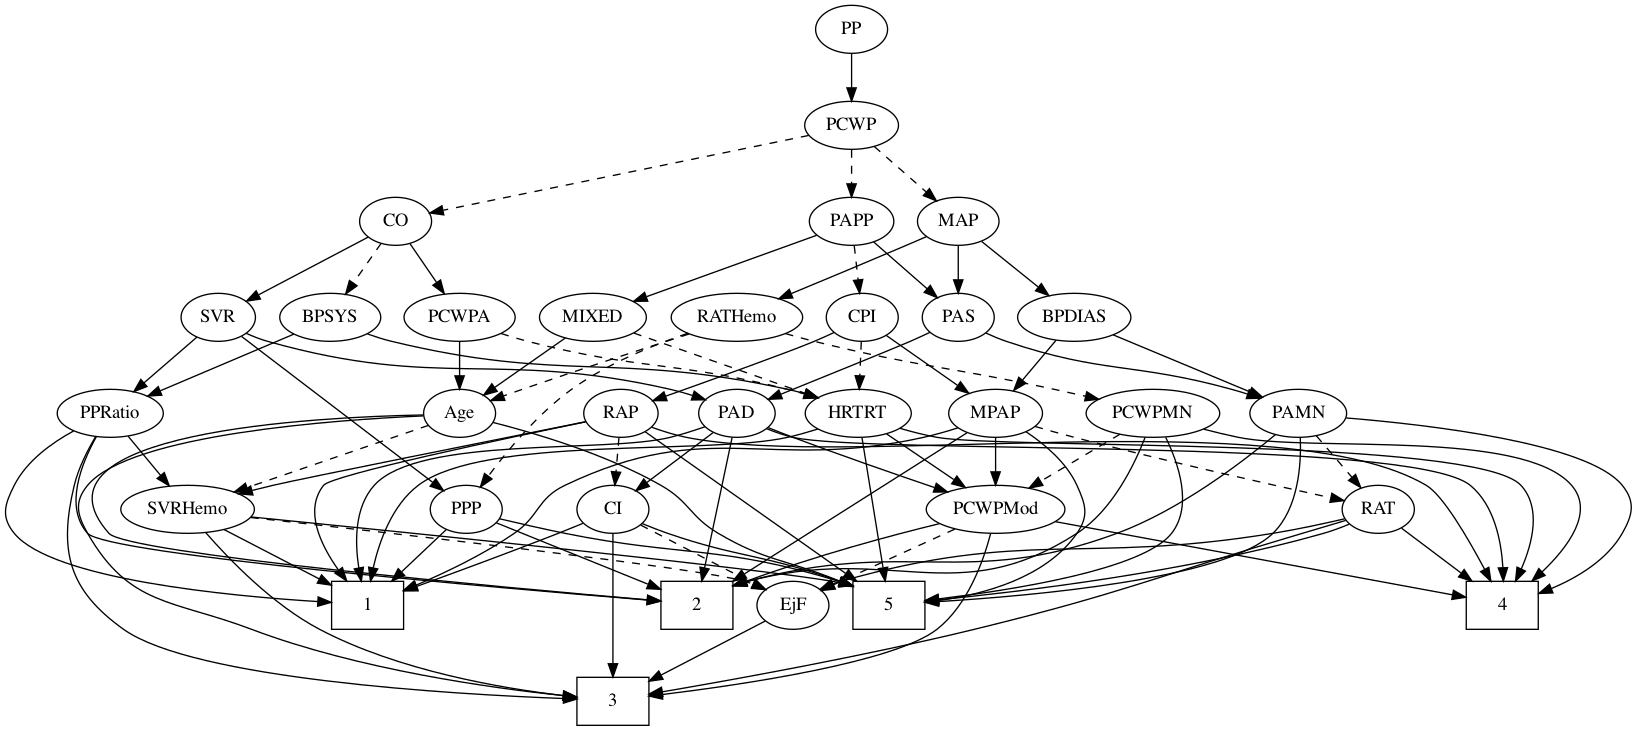 PP
PCWP
CO PAPP MAP
SVR BPSYS PCWPA MIXED RATHemo CPI PAS BPDIAS
PPRatio Age RAP PAD HRTRT MPAP PCWPMN PAMN
SVRHemo PPP CI PCWPMod RAT
1 2 EjF 5 4
3